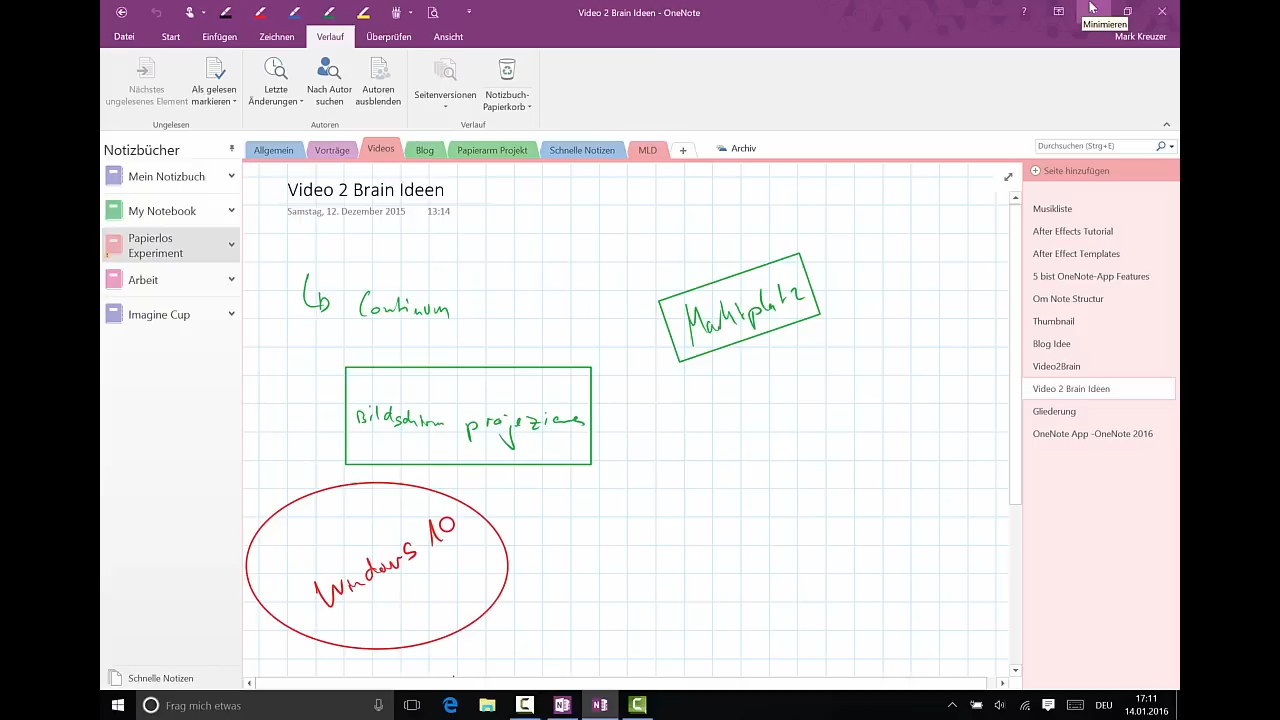 Video 2 Brain Ideen - OneNote
?
Minimieren
Datei
Start
Einfügen
Zeichnen
Verlauf
Überprüfen
Ansicht
Mark Kreuzer
Nächstes
ungelesenes Element
Als gelesen
markieren
Letzte
Änderungen
Nach Autor
suchen
Autoren
ausblenden
Seitenversionen
Notizbuch-
Papierkorb
Ungelesen
Autoren
Verlauf
Notizbücher
Allgemein
Vorträge
Videos
Blog
Papierarm Projekt
Schnelle Notizen
MLD
+
Archiv
Durchsuchen (Strg+E)
Mein Notizbuch
My Notebook
Papierlos
Experiment
Arbeit
Imagine Cup
Schnelle Notizen
Video 2 Brain Ideen
Samstag, 12. Dezember 2015 13:14
Continum
Marktplatz
Bildschirm projezieren
Windows 10
Seite hinzufügen
Musikliste
After Effects Tutorial
After Effect Templates
5 bist OneNote-App Features
Om Note Structur
Thumbnail
Blog Idee
Video2Brain
Video 2 Brain Ideen
Gliederung
OneNote App -OneNote 2016
Frag mich etwas
DEU
17:11
14.01.2016